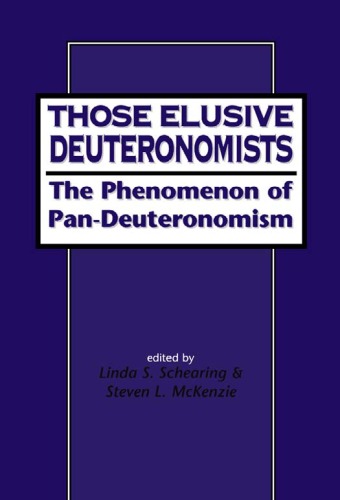 THOSE ELUSIVE
DEUTERONOMISTS
The Phenomenon of
Pan-Deuteronomism
edited by
Linda S. Schearing &
Steven L. McKenzie